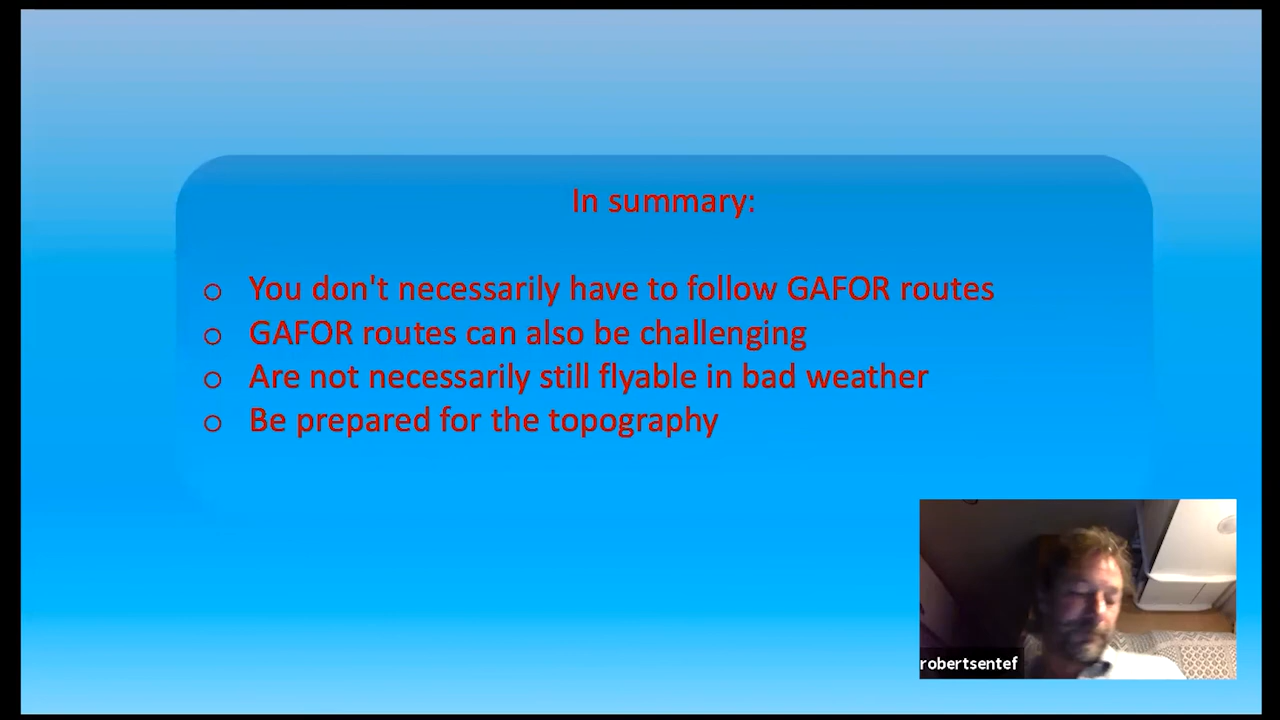 In summary:
o You don't necessarily have to follow GAFOR routes
o GAFOR routes can also be challenging
o Are not necessarily still flyable in bad weather
o Be prepared for the topography
robertsentef